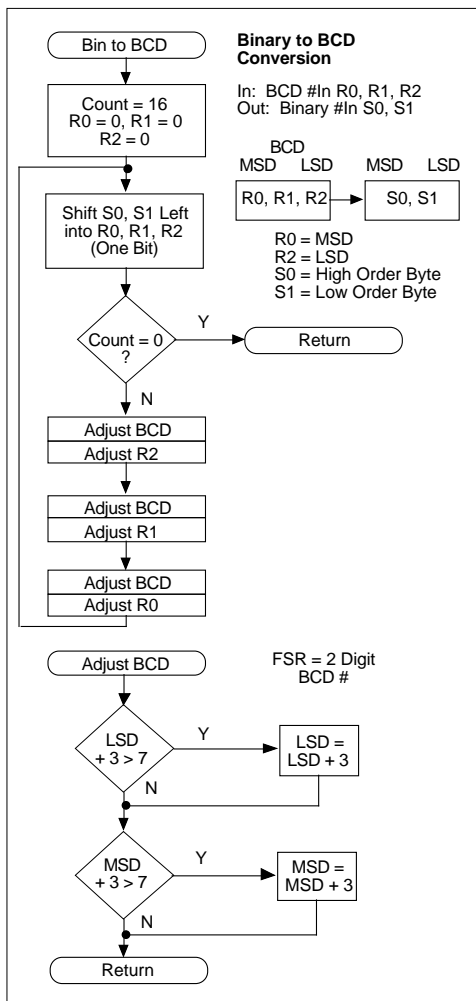 Bin to BCD
Binary to BCD
Conversion
In: BCD #In R0, R1, R2
Out: Binary #In S0, S1
Count = 16
R0 = 0, R1 = 0
R2 = 0
BCD
MSD LSD MSD LSD
R0, R1, R2 S0, S1
R0 = MSD
R2 = LSD
S0 = High Order Byte
S1 = Low Order Byte
Shift S0, S1 Left
into R0, R1, R2
(One Bit)
Count = 0
?
Y
Return
N
Adjust BCD
Adjust R2
Adjust BCD
Adjust R1
Adjust BCD
Adjust R0
Adjust BCD
FSR = 2 Digit
BCD #
LSD
+ 3 > 7
Y
LSD =
LSD + 3
N
MSD
+ 3 > 7
Y
MSD =
MSD + 3
N
Return